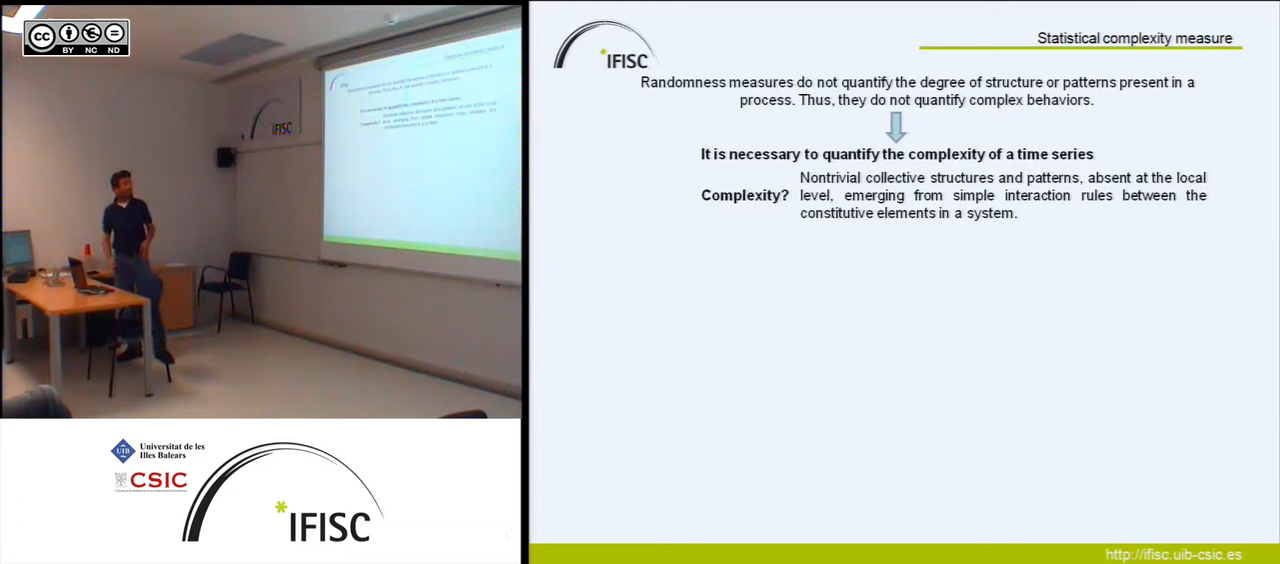 cc
BY NC ND
IFISC
Universitat de les
Illes Balears
UIB
CSIC
IFISC
IFISC
Statistical complexity measure
Randomness measures do not quantify the degree of structure or patterns present in a
process. Thus, they do not quantify complex behaviors.
It is necessary to quantify the complexity of a time series
Complexity?
Nontrivial collective structures and patterns, absent at the local
level, emerging from simple interaction rules between the
constitutive elements in a system.
http://ifisc.uib-csic.es